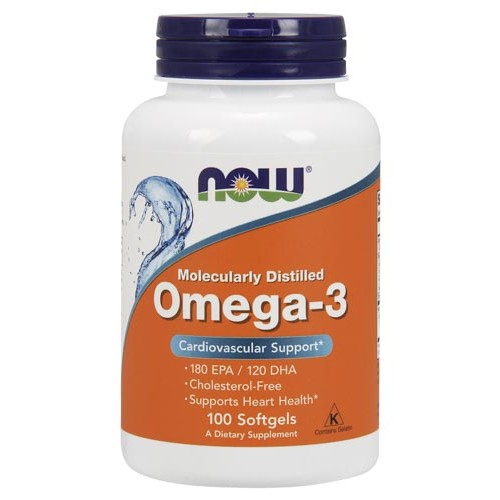 NOW®
Molecularly Distilled
Omega-3
Cardiovascular Support*
• 180 EPA / 120 DHA
• Cholesterol-Free
• Supports Heart Health*
100 Softgels
A Dietary Supplement
K
Contains Gelatin